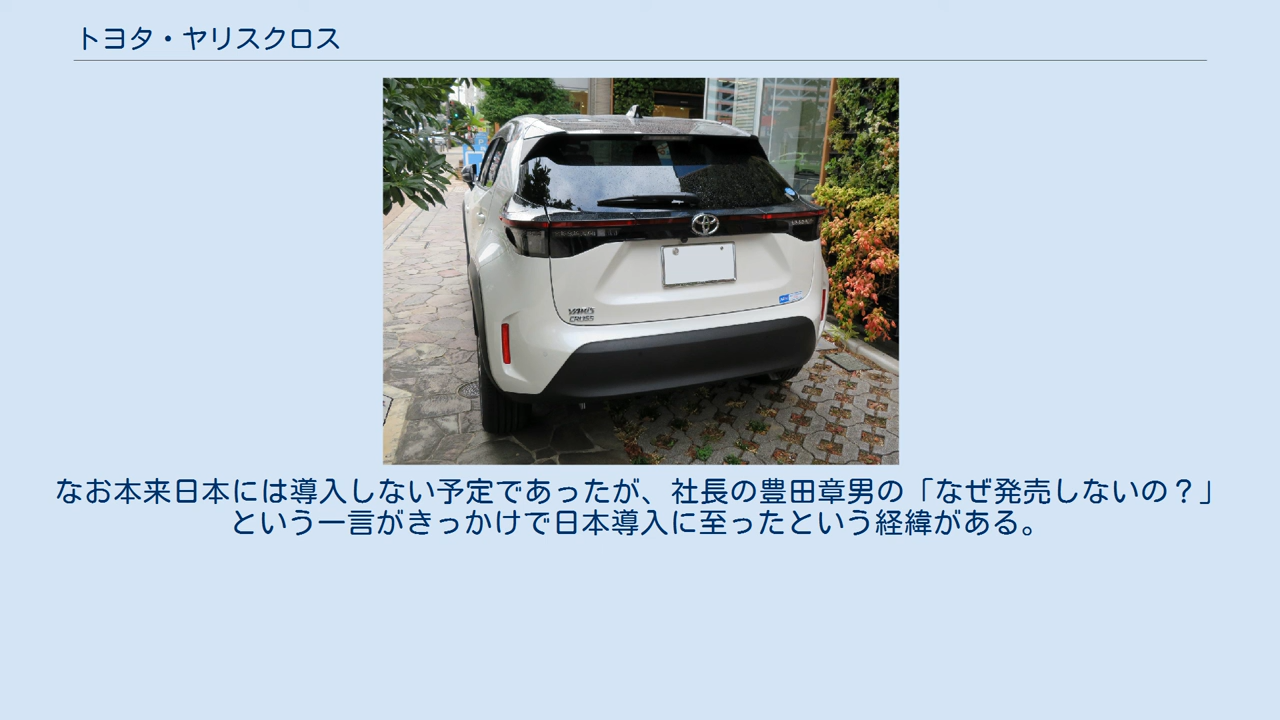 トヨタ・ヤリスクロス
YARIS
CROSS
なお本来日本には導入しない予定であったが、社長の豊田章男の「なぜ発売しないの？」
という一言がきっかけで日本導入に至ったという経緯がある。